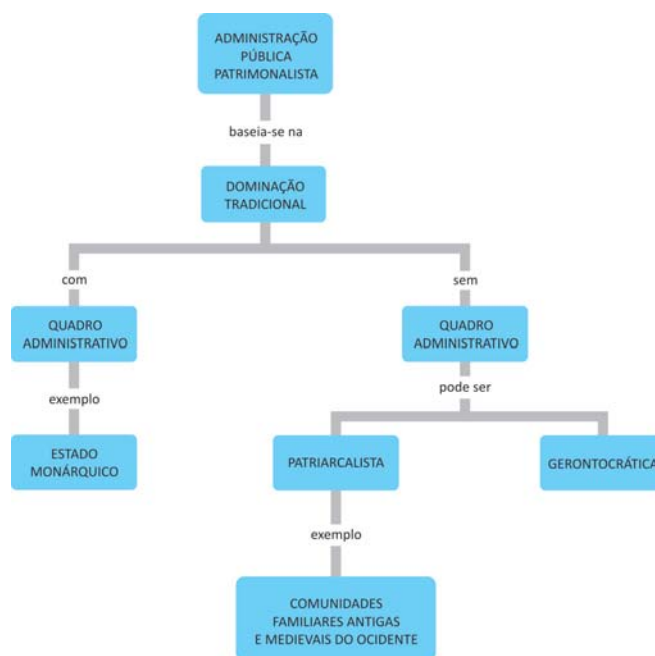 ADMINISTRAÇÃO
PÚBLICA
PATRIMONALISTA
baseia-se na
DOMINAÇÃO
TRADICIONAL
com
sem
QUADRO
ADMINISTRATIVO
QUADRO
ADMINISTRATIVO
exemplo
pode ser
ESTADO
MONÁRQUICO
PATRIARCALISTA
GERONTOCRÁTICA
exemplo
COMUNIDADES
FAMILIARES ANTIGAS
E MEDIEVAIS DO OCIDENTE